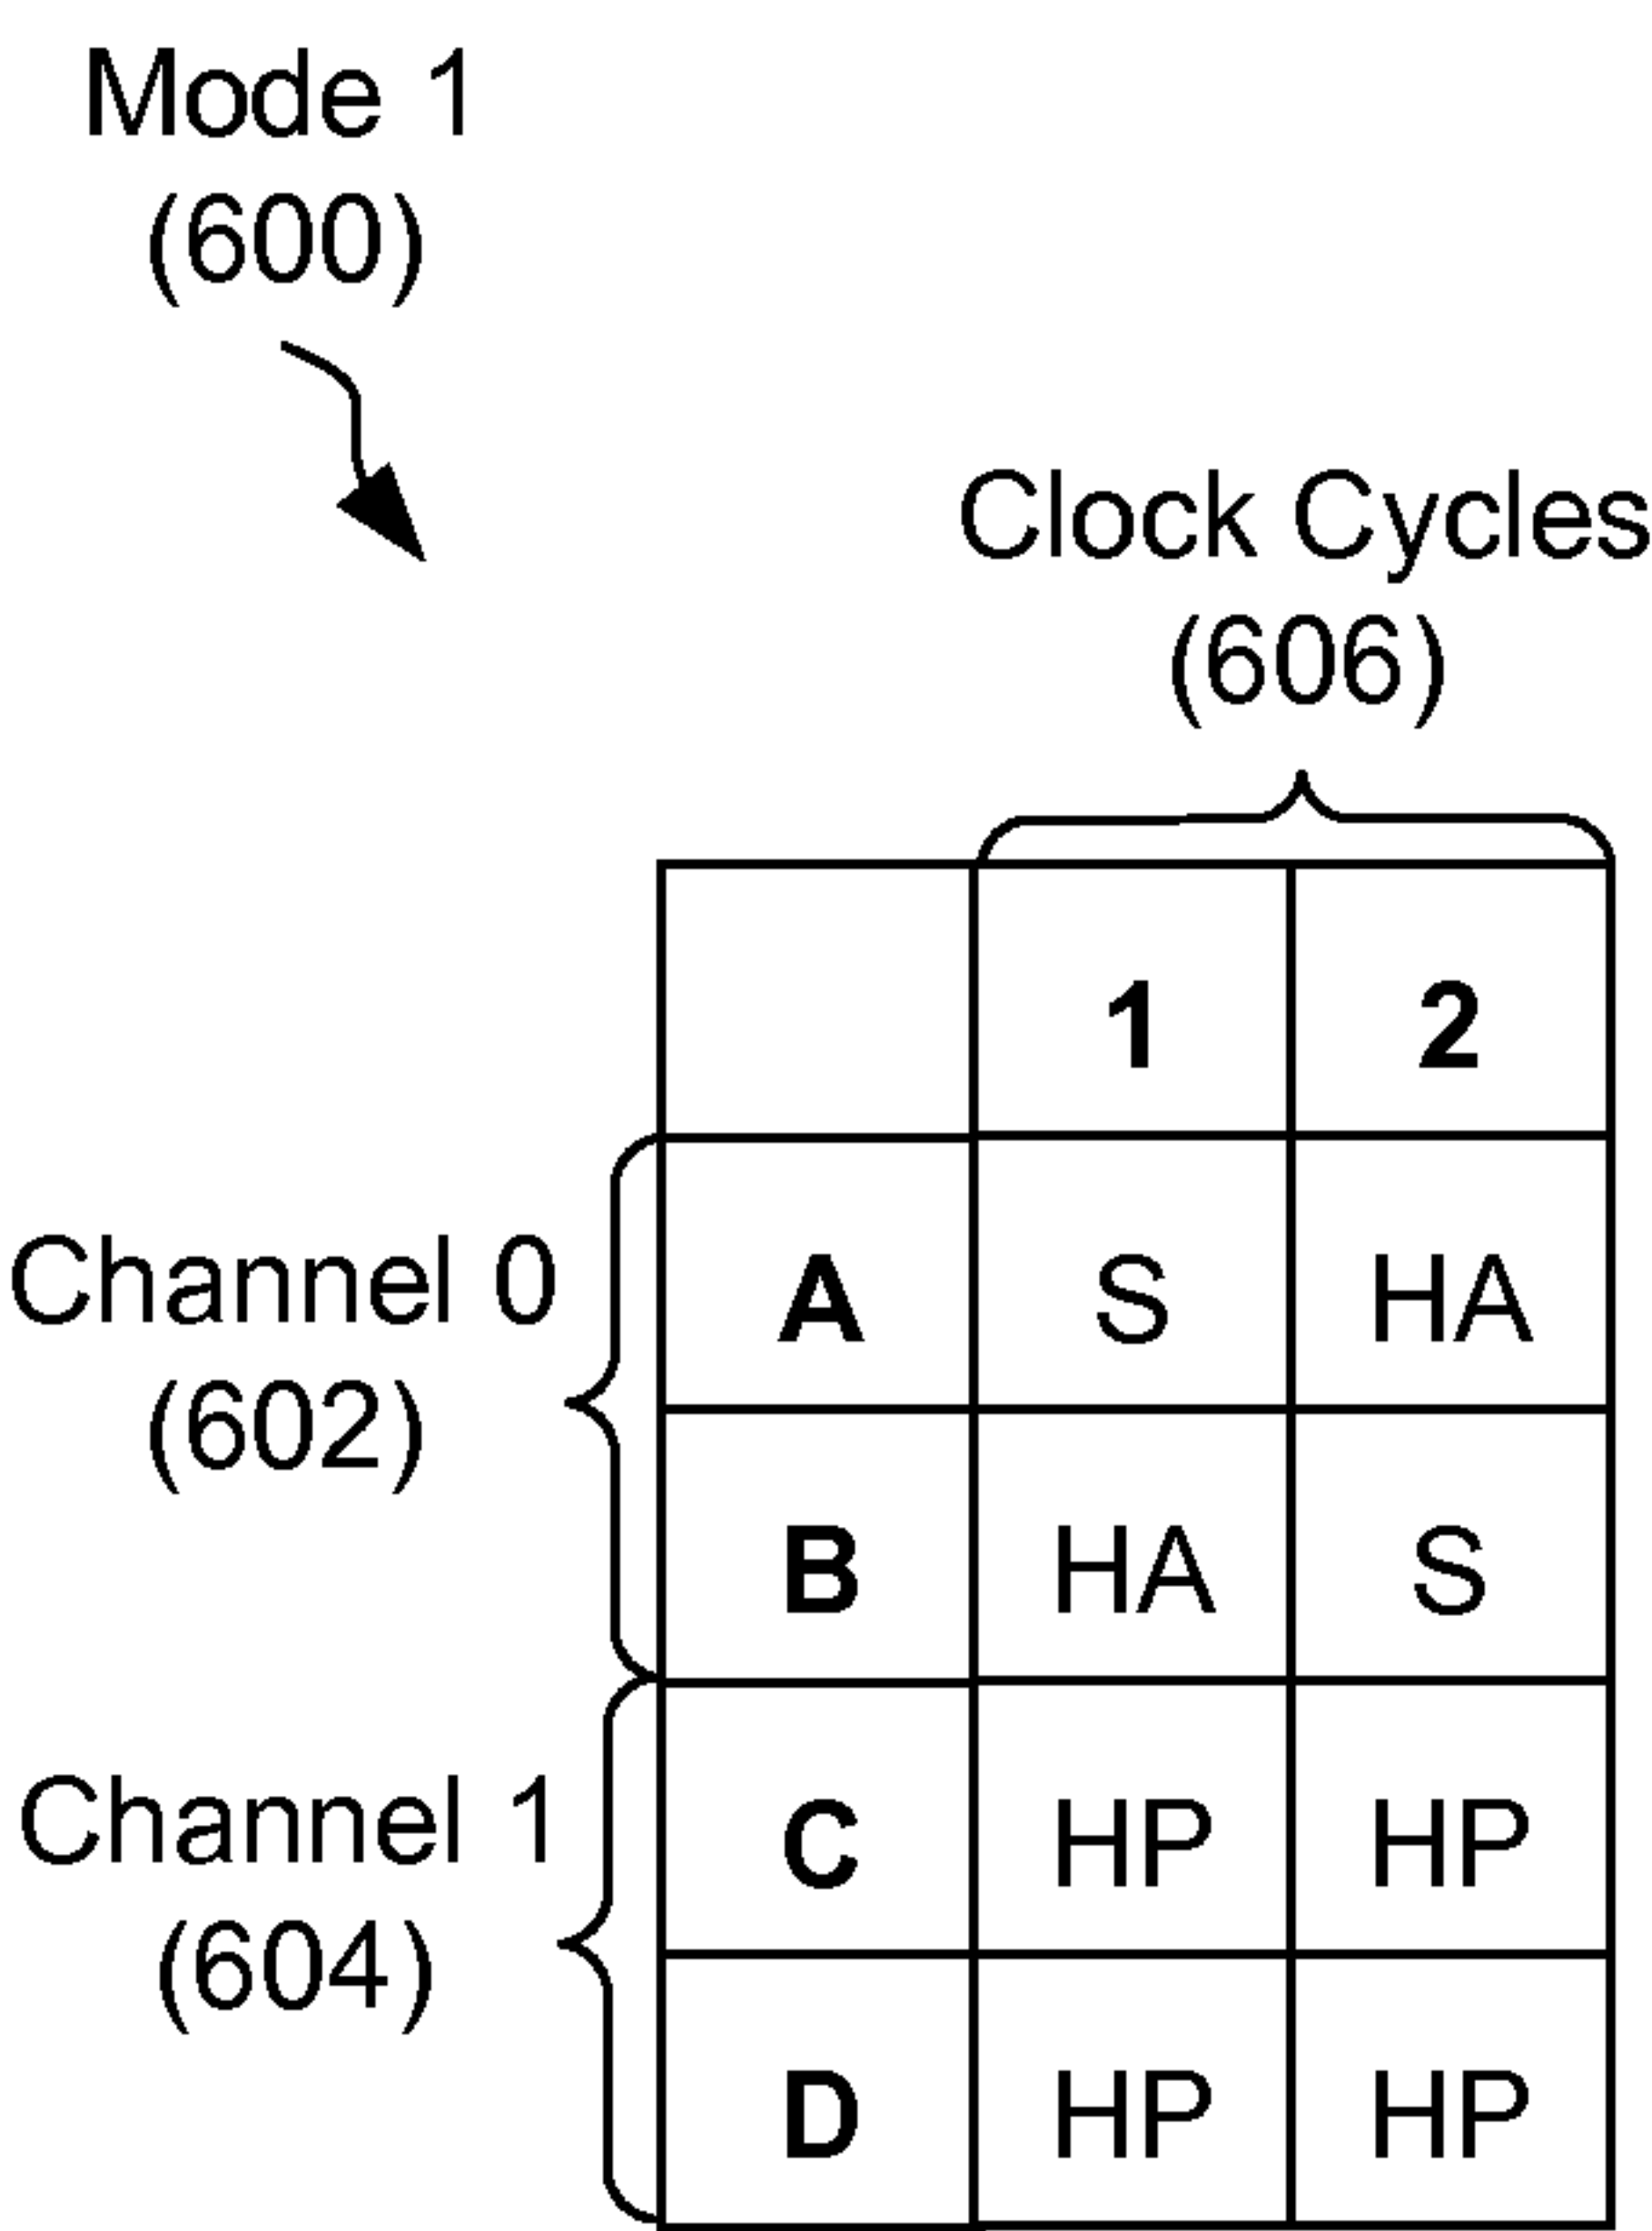 Mode 1
(600)
Clock Cycles
(606)
1 2
Channel 0
(602)
A S HA
B HA S
Channel 1
(604)
C HP HP
D HP HP